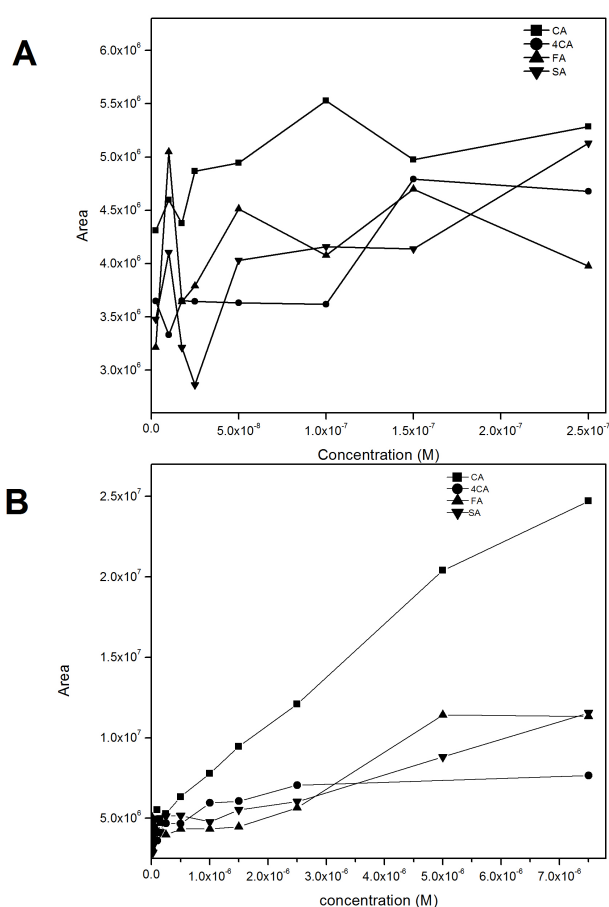 A
CA
4CA
FA
SA
6.0x10⁶
5.5x10⁶
5.0x10⁶
4.5x10⁶
4.0x10⁶
3.5x10⁶
3.0x10⁶
Area
0.0 5.0x10⁻⁸ 1.0x10⁻⁷ 1.5x10⁻⁷ 2.0x10⁻⁷ 2.5x10⁻⁷
Concentration (M)
B
CA
4CA
FA
SA
2.5x10⁷
2.0x10⁷
1.5x10⁷
1.0x10⁷
5.0x10⁶
Area
0.0 1.0x10⁻⁶ 2.0x10⁻⁶ 3.0x10⁻⁶ 4.0x10⁻⁶ 5.0x10⁻⁶ 6.0x10⁻⁶ 7.0x10⁻⁶
concentration (M)